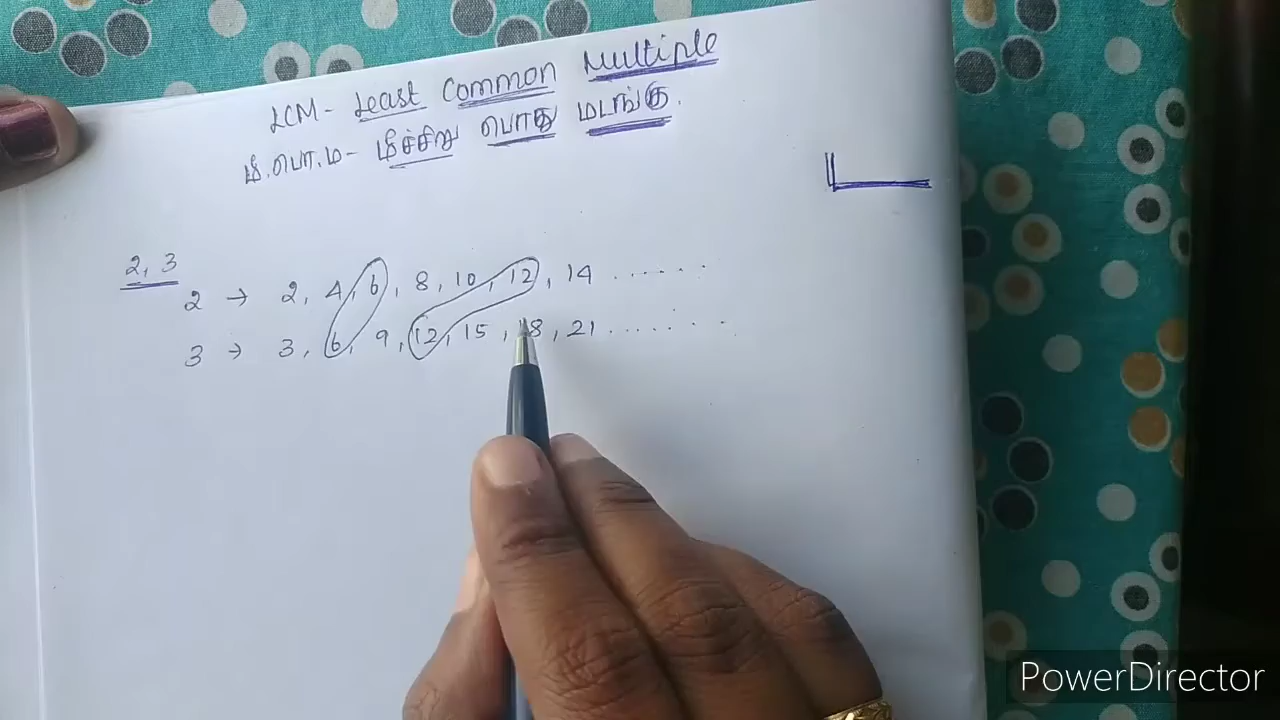 LCM - Least Common Multiple
மீ.பொ.ம - மீச்சிறு பொது மடங்கு.
2, 3
2 → 2, 4, 6, 8, 10, 12, 14 .......
3 → 3, 6, 9, 12, 15, 18, 21 ........
PowerDirector